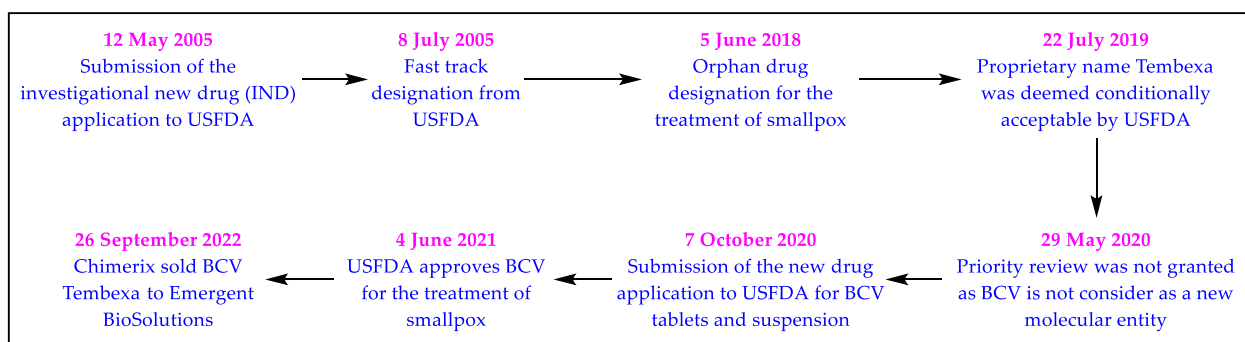 12 May 2005
Submission of the
investigational new drug (IND)
application to USFDA
8 July 2005
Fast track
designation from
USFDA
5 June 2018
Orphan drug
designation for the
treatment of smallpox
22 July 2019
Proprietary name Tembexa
was deemed conditionally
acceptable by USFDA
29 May 2020
Priority review was not granted
as BCV is not consider as a new
molecular entity
7 October 2020
Submission of the new drug
application to USFDA for BCV
tablets and suspension
4 June 2021
USFDA approves BCV
for the treatment of
smallpox
26 September 2022
Chimerix sold BCV
Tembexa to Emergent
BioSolutions